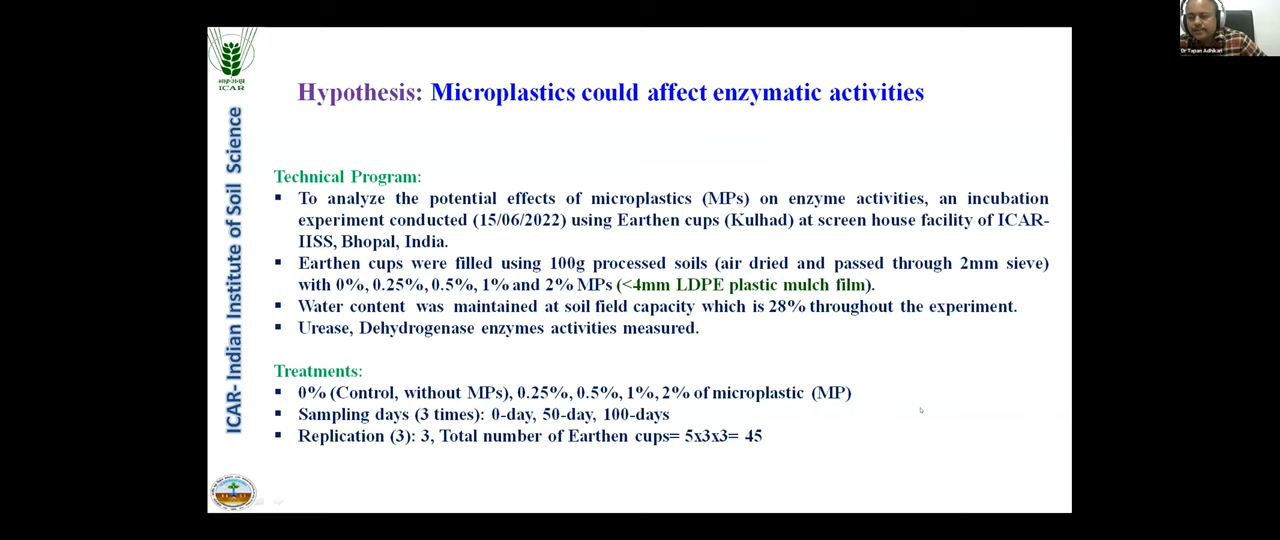 Dr Tapan Adhikari
ICAR
ICAR- Indian Institute of Soil Science
Hypothesis: Microplastics could affect enzymatic activities
Technical Program:
▪ To analyze the potential effects of microplastics (MPs) on enzyme activities, an incubation
experiment conducted (15/06/2022) using Earthen cups (Kulhad) at screen house facility of ICAR-
IISS, Bhopal, India.
▪ Earthen cups were filled using 100g processed soils (air dried and passed through 2mm sieve)
with 0%, 0.25%, 0.5%, 1% and 2% MPs (<4mm LDPE plastic mulch film).
▪ Water content was maintained at soil field capacity which is 28% throughout the experiment.
▪ Urease, Dehydrogenase enzymes activities measured.
Treatments:
▪ 0% (Control, without MPs), 0.25%, 0.5%, 1%, 2% of microplastic (MP)
▪ Sampling days (3 times): 0-day, 50-day, 100-days
▪ Replication (3): 3, Total number of Earthen cups= 5x3x3= 45